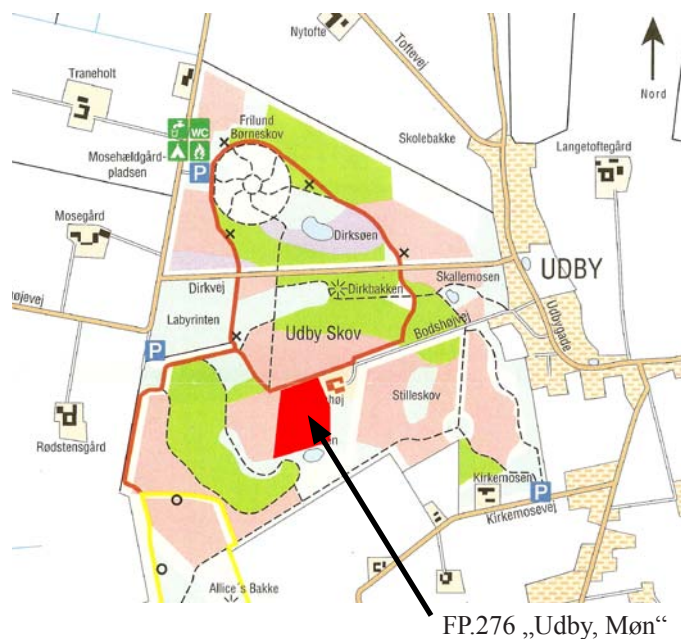 Nytofte
Toftevej
Nord
Traneholt
WC
Frilund
Børneskov
Skolebakke
Langetoftegård
Mosehældgård-
pladsen
P
Mosegård
Dirksøen
UDBY
Skallemosen
Dirkvej
Dirkbakken
Labyrinten
Udby Skov
Bodshøjvej
Udbygade
P
Stilleskov
Rødstensgård
Kirkemosen
P
Kirkemosevej
Allice´s Bakke
FP.276 „Udby, Møn“